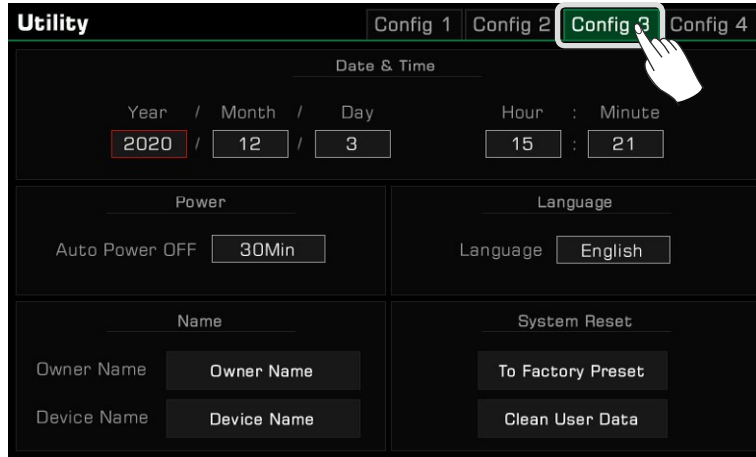 Utility Config 1 Config 2 Config 3 Config 4
Date & Time
Year / Month / Day Hour : Minute
2020 / 12 / 3 15 : 21
Power Language
Auto Power OFF 30Min Language English
Name System Reset
Owner Name Owner Name To Factory Preset
Device Name Device Name Clean User Data